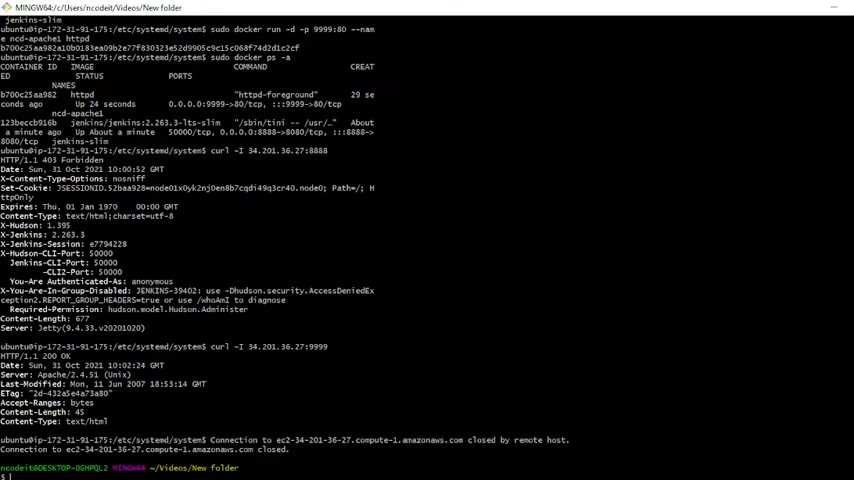 MINGW64:/c/Users/ncodeit/Videos/New folder
jenkins-slim
ubuntu@ip-172-31-91-175:/etc/systemd/system$ sudo docker run -d -p 9999:80 --nam
e ncd-apache1 httpd
b700c25aa982a10b0183ea09b2e77f830323e52d9905c9c15c068f74d2d1c2cf
ubuntu@ip-172-31-91-175:/etc/systemd/system$ sudo docker ps -a
CONTAINER ID   IMAGE   COMMAND   CREAT
ED   STATUS   PORTS
NAMES
b700c25aa982   httpd   "httpd-foreground"   29 se
conds ago   Up 24 seconds   0.0.0.0:9999->80/tcp, :::9999->80/tcp
ncd-apache1
123beccb916b   jenkins/jenkins:2.263.3-lts-slim   "/sbin/tini -- /usr/…"   About
a minute ago   Up About a minute   50000/tcp, 0.0.0.0:8888->8080/tcp, :::8888->
8080/tcp   jenkins-slim
ubuntu@ip-172-31-91-175:/etc/systemd/system$ curl -I 34.201.36.27:8888
HTTP/1.1 403 Forbidden
Date: Sun, 31 Oct 2021 10:00:52 GMT
X-Content-Type-Options: nosniff
Set-Cookie: JSESSIONID.52baa928=node01x0yk2nj0en8b7cqdi49q3cr40.node0; Path=/; H
ttpOnly
Expires: Thu, 01 Jan 1970   00:00 GMT
Content-Type: text/html;charset=utf-8
X-Hudson: 1.395
X-Jenkins: 2.263.3
X-Jenkins-Session: e7794228
X-Hudson-CLI-Port: 50000
Jenkins-CLI-Port: 50000
-CLI2-Port: 50000
You-Are Authenticated-As: anonymous
X-You-Are-In-Group-Disabled: JENKINS-39402: use -Dhudson.security.AccessDeniedEx
ception2.REPORT_GROUP_HEADERS=true or use /whoAmI to diagnose
Required-Permission: hudson.model.Hudson.Administer
Content-Length: 677
Server: Jetty(9.4.33.v20201020)
ubuntu@ip-172-31-91-175:/etc/systemd/system$ curl -I 34.201.36.27:9999
HTTP/1.1 200 OK
Date: Sun, 31 Oct 2021 10:02:24 GMT
Server: Apache/2.4.51 (Unix)
Last-Modified: Mon, 11 Jun 2007 18:53:14 GMT
ETag: "2d-432a5e4a73a80"
Accept-Ranges: bytes
Content-Length: 45
Content-Type: text/html
ubuntu@ip-172-31-91-175:/etc/systemd/system$ Connection to ec2-34-201-36-27.compute-1.amazonaws.com closed by remote host.
Connection to ec2-34-201-36-27.compute-1.amazonaws.com closed.
ncodeit@DESKTOP-OGHPQL2 MINGW64 ~/Videos/New folder
$